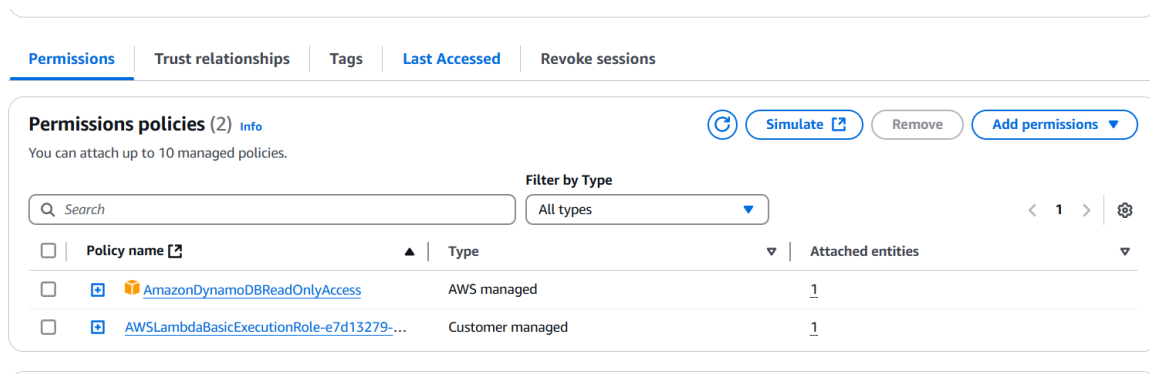 Permissions Trust relationships Tags Last Accessed Revoke sessions
Permissions policies (2) Info
Simulate Remove Add permissions
You can attach up to 10 managed policies.
Filter by Type
Search All types 1
Policy name Type Attached entities
AmazonDynamoDBReadOnlyAccess AWS managed 1
AWSLambdaBasicExecutionRole-e7d13279-... Customer managed 1